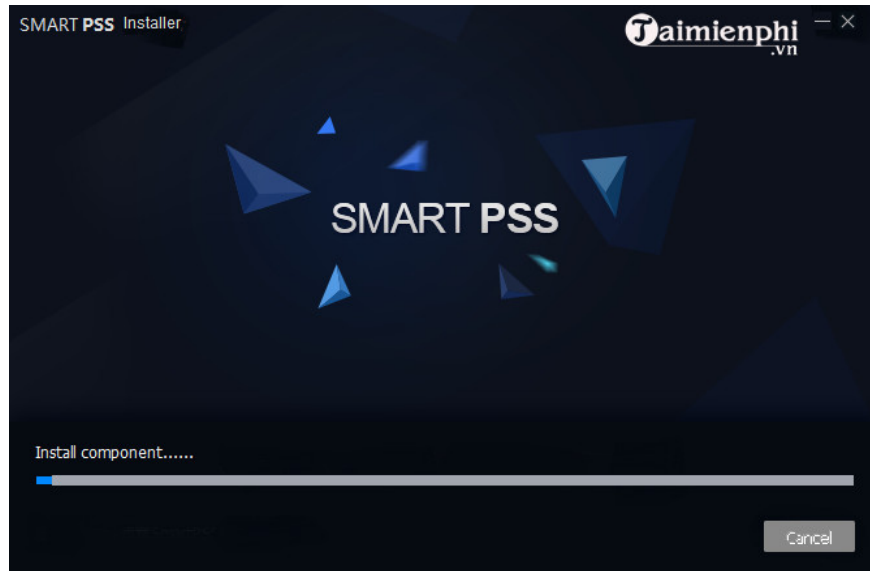 SMART PSS Installer
Taimienphi
.vn
SMART PSS
Install component......
Cancel